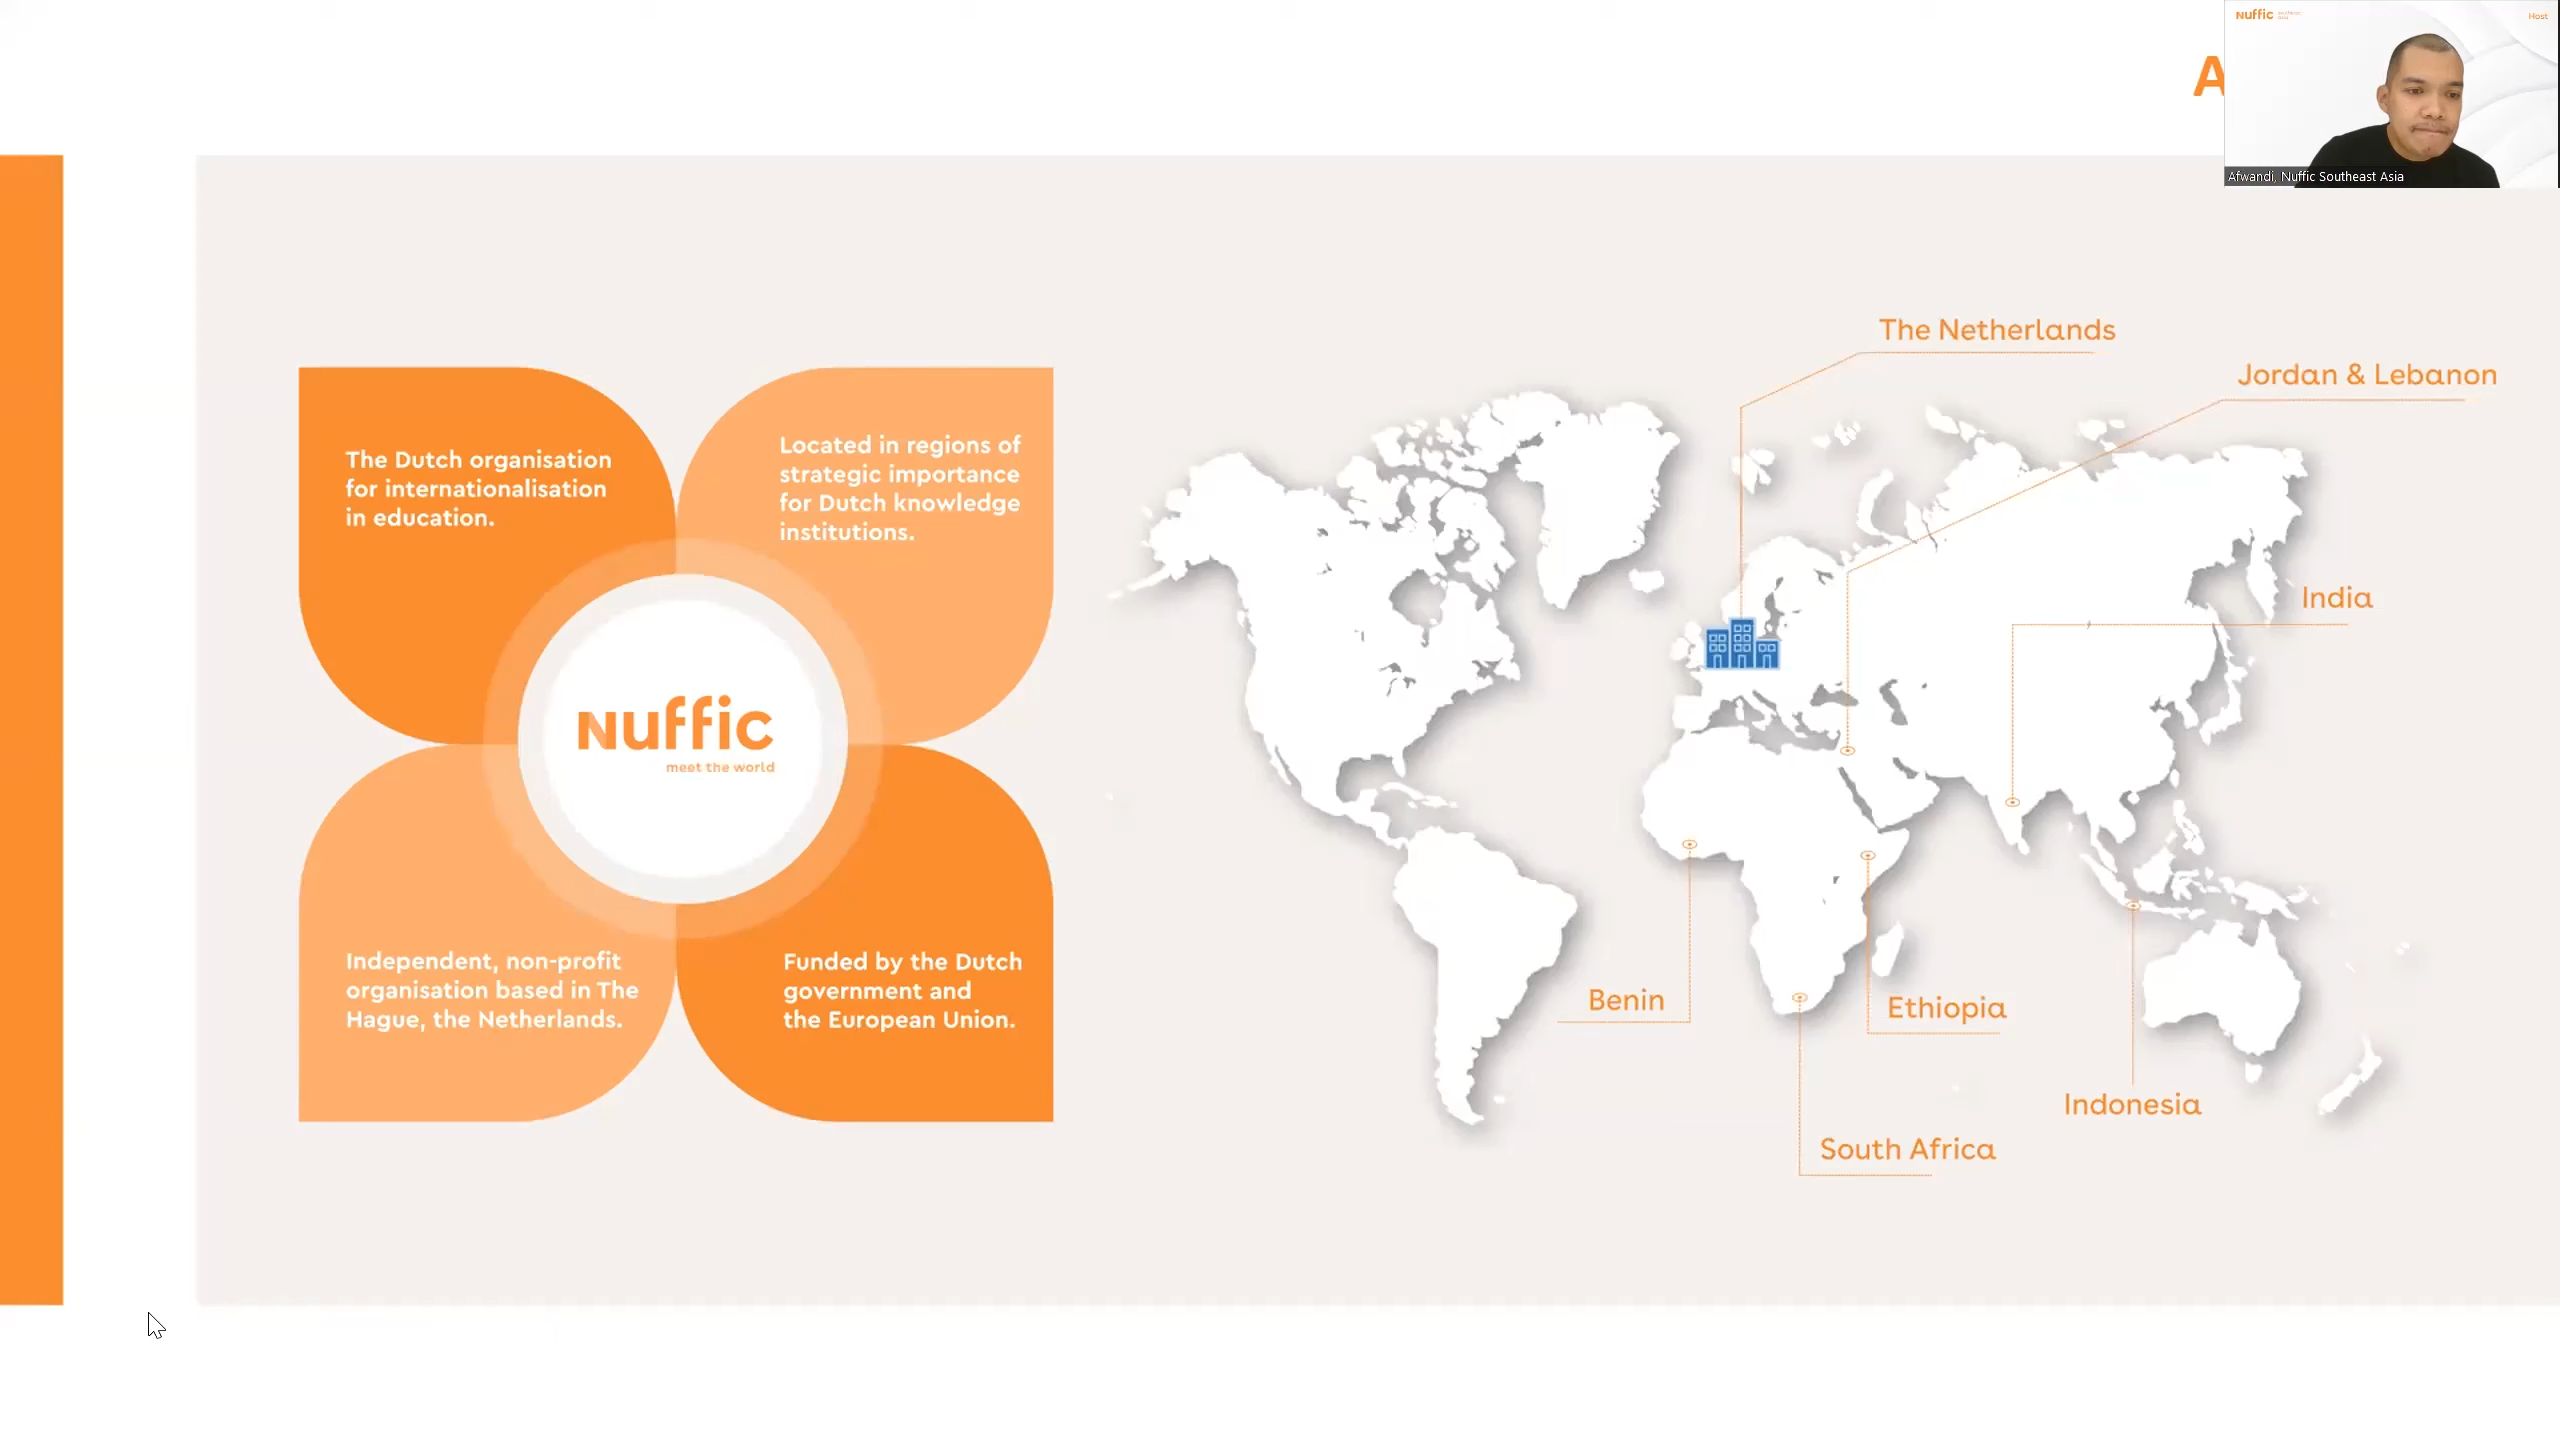 Nuffic
Host
A
Afwandi, Nuffic Southeast Asia
The Dutch organisation
for internationalisation
in education.
Located in regions of
strategic importance
for Dutch knowledge
institutions.
Nuffic
meet the world
Independent, non-profit
organisation based in The
Hague, the Netherlands.
Funded by the Dutch
government and
the European Union.
The Netherlands
Jordan & Lebanon
India
Benin
Ethiopia
Indonesia
South Africa